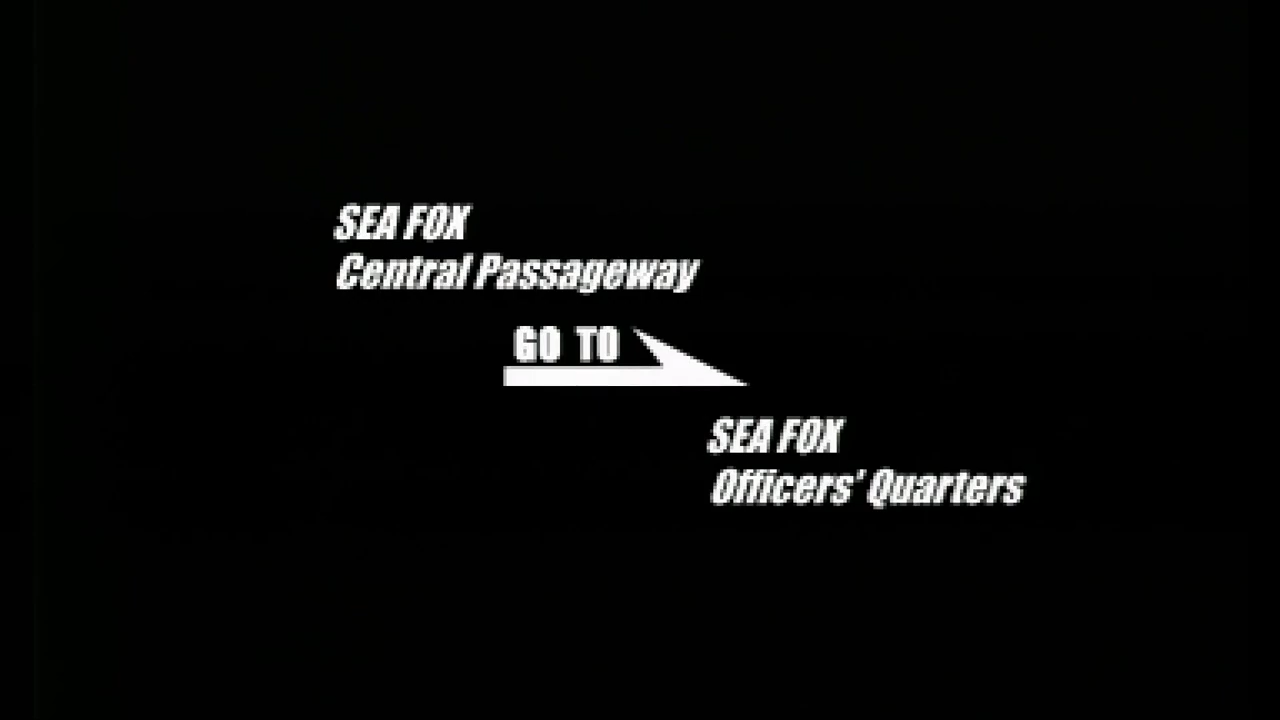 SEA FOX
Central Passageway
GO TO
SEA FOX
Officers' Quarters